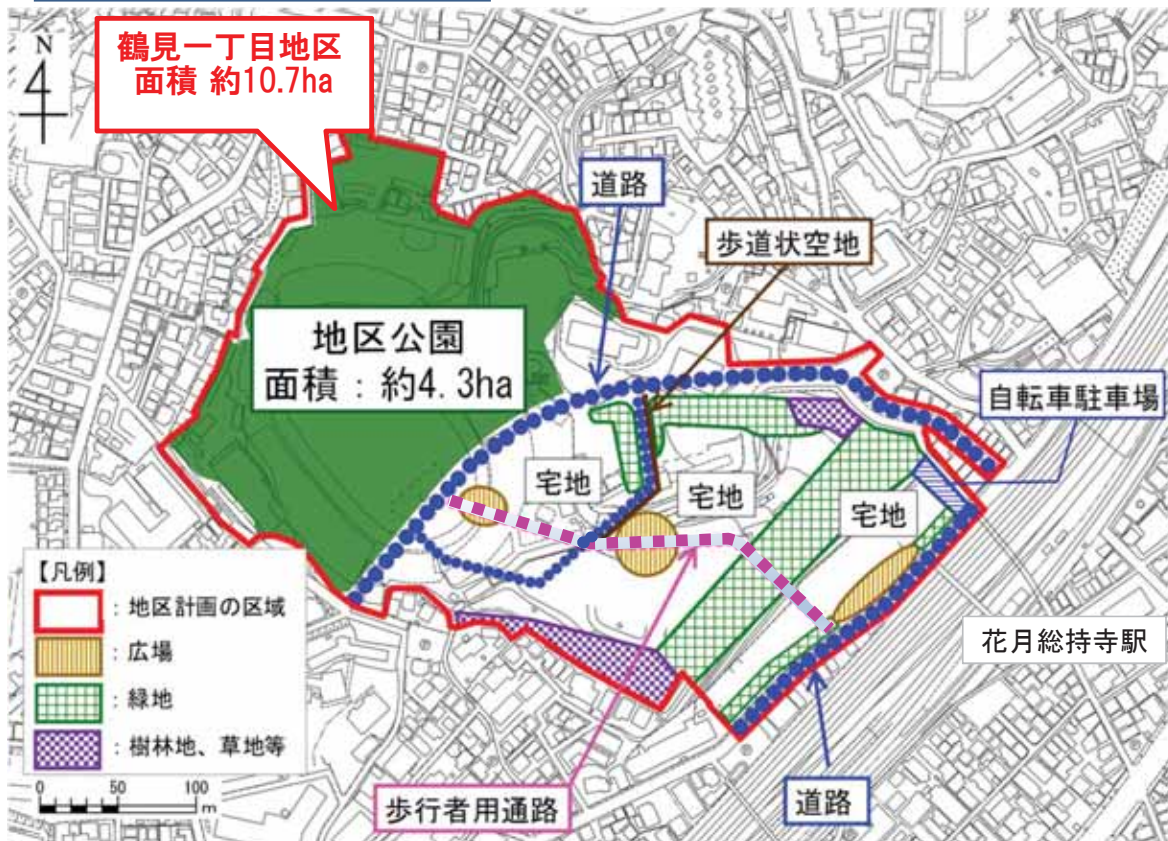 鶴見一丁目地区
面積 約10.7ha
N
道路
歩道状空地
地区公園
面積：約4.3ha
自転車駐車場
宅地
宅地
宅地
【凡例】
：地区計画の区域
：広場
：緑地
：樹林地、草地等
0 50 100
m
花月総持寺駅
歩行者用通路
道路